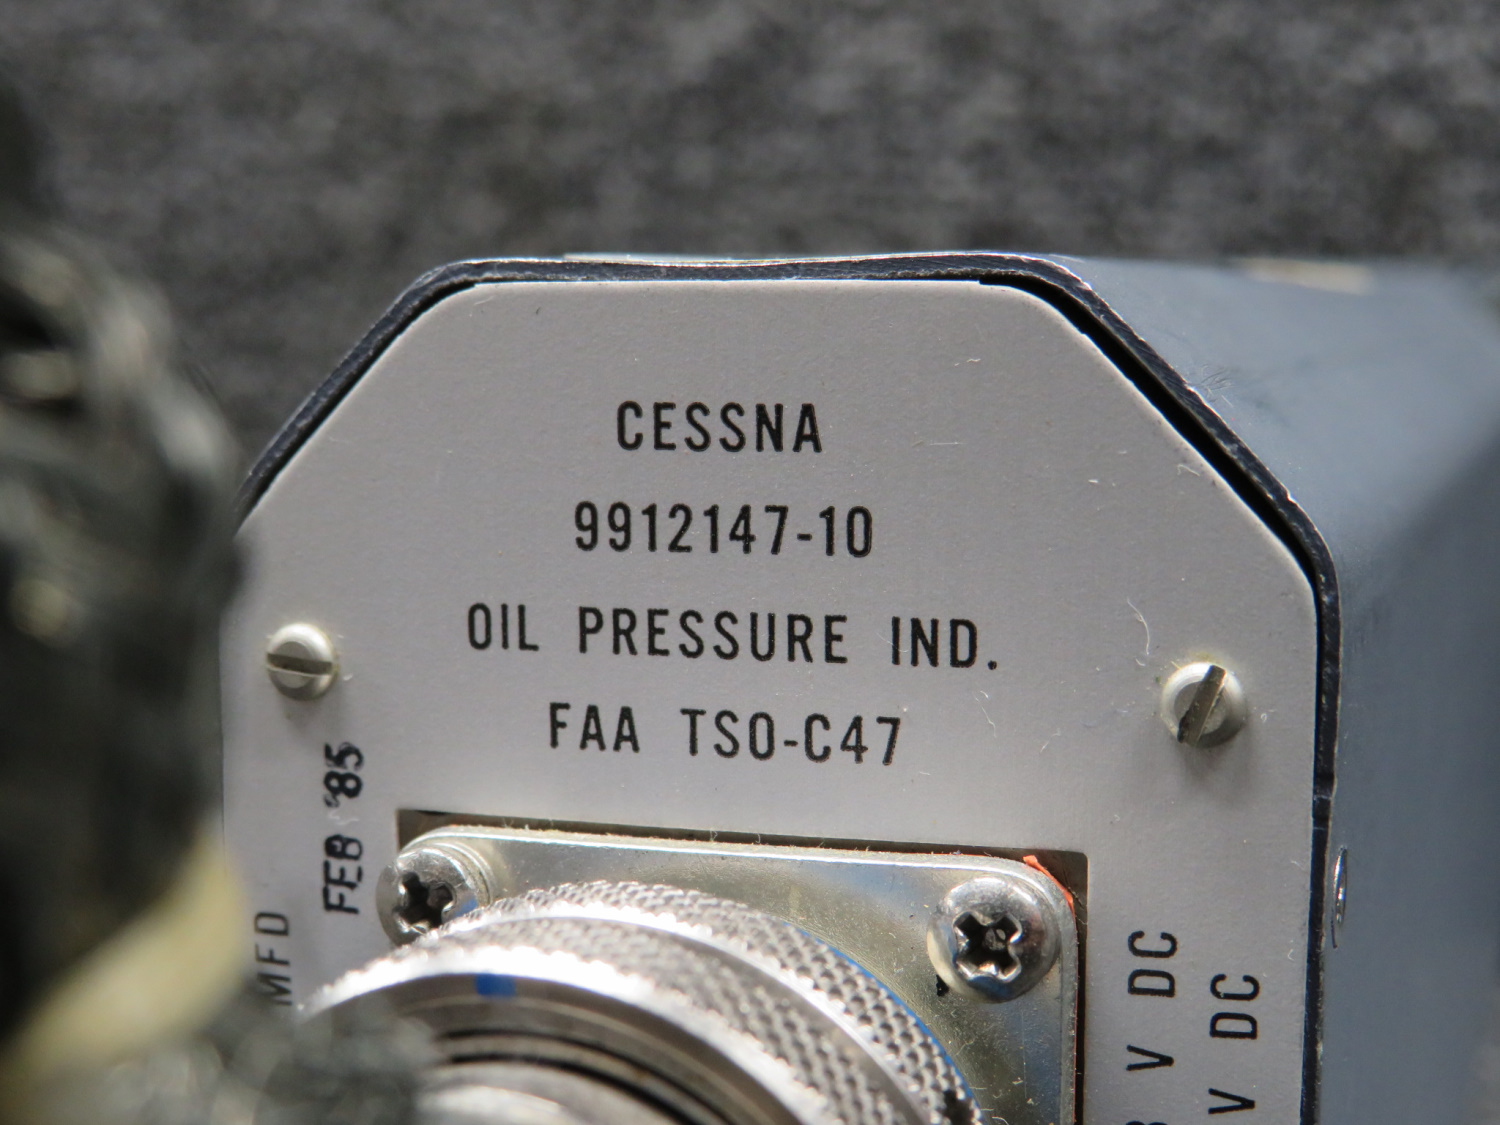 CESSNA
9912147-10
OIL PRESSURE IND.
FAA TSO-C47
FEB '85
MFD
V DC
V DC